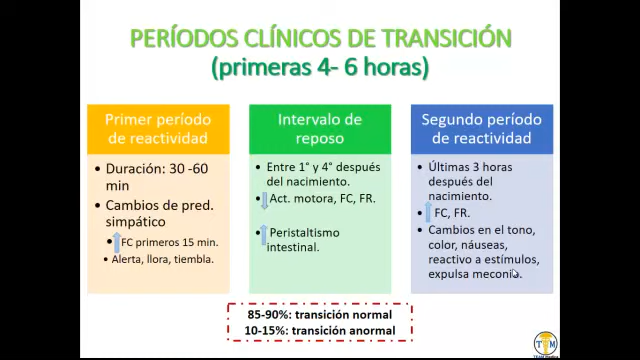 PERÍODOS CLÍNICOS DE TRANSICIÓN
(primeras 4- 6 horas)
Primer período
de reactividad
• Duración: 30 -60
min
• Cambios de pred.
simpático
• FC primeros 15 min.
• Alerta, llora, tiembla.
Intervalo de
reposo
• Entre 1° y 4° después
del nacimiento.
• Act. motora, FC, FR.
• Peristaltismo
intestinal.
Segundo período
de reactividad
• Últimas 3 horas
después del
nacimiento.
• FC, FR.
• Cambios en el tono,
color, náuseas,
reactivo a estímulos,
expulsa meconio.
85-90%: transición normal
10-15%: transición anormal